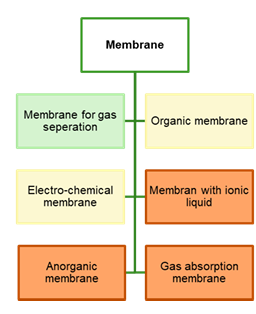 Membrane
Membrane for gas
seperation
Organic membrane
Electro-chemical
membrane
Membran with ionic
liquid
Anorganic
membrane
Gas absorption
membrane